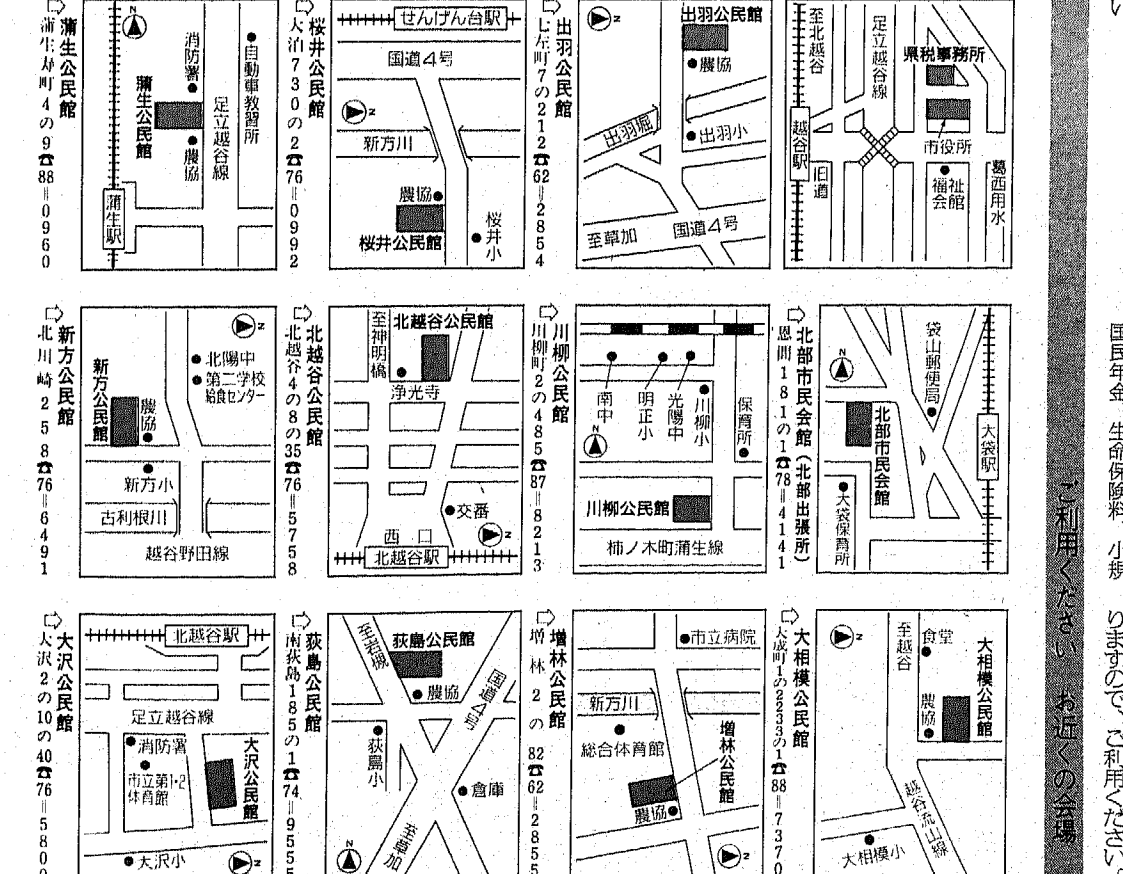 い
国民年金、生命保険料、小規
りますので、ご利用ください。
ご利用ください　お近くの会場
県税事務所
至北越谷
足立越谷線
越谷駅
旧道
市役所
福祉会館
葛西用水
⇨出羽公民館
七左町7の212☎62＝2854
出羽公民館
農協
出羽堀
出羽小
至草加
国道4号
⇨桜井公民館
大泊730の2☎76＝0992
せんげん台駅
国道4号
新方川
農協
桜井公民館
桜井小
⇨蒲生公民館
蒲生寿町4の9☎88＝0960
自動車教習所
消防署
蒲生公民館
足立越谷線
農協
蒲生駅
⇨北部市民会館（北部出張所）
恩間181の1☎78＝4141
袋山郵便局
大袋駅
北部市民会館
大袋保育所
⇨川柳公民館
川柳町2の485☎87＝8213
南中
明正小
光陽中
川柳小
保育所
川柳公民館
柿ノ木町蒲生線
⇨北越谷公民館
北越谷4の8の35☎76＝5758
至神明橋
北越谷公民館
浄光寺
交番
西口
北越谷駅
⇨新方公民館
北川崎258☎76＝6491
北陽中
第二学校
給食センター
新方公民館
農協
新方小
古利根川
越谷野田線
⇨大相模公民館
大成町1の2233の1☎88＝7370
至越谷
食堂
大相模公民館
農協
越谷流山線
大相模小
⇨増林公民館
増林2の82☎62＝2855
市立病院
新方川
総合体育館
増林公民館
農協
⇨荻島公民館
南荻島185の1☎74＝9555
至岩槻
荻島公民館
農協
国道4号
荻島小
倉庫
至草加
⇨大沢公民館
大沢2の10の40☎76＝5800
北越谷駅
足立越谷線
消防署
市立第1・2
体育館
大沢公民館
大沢小